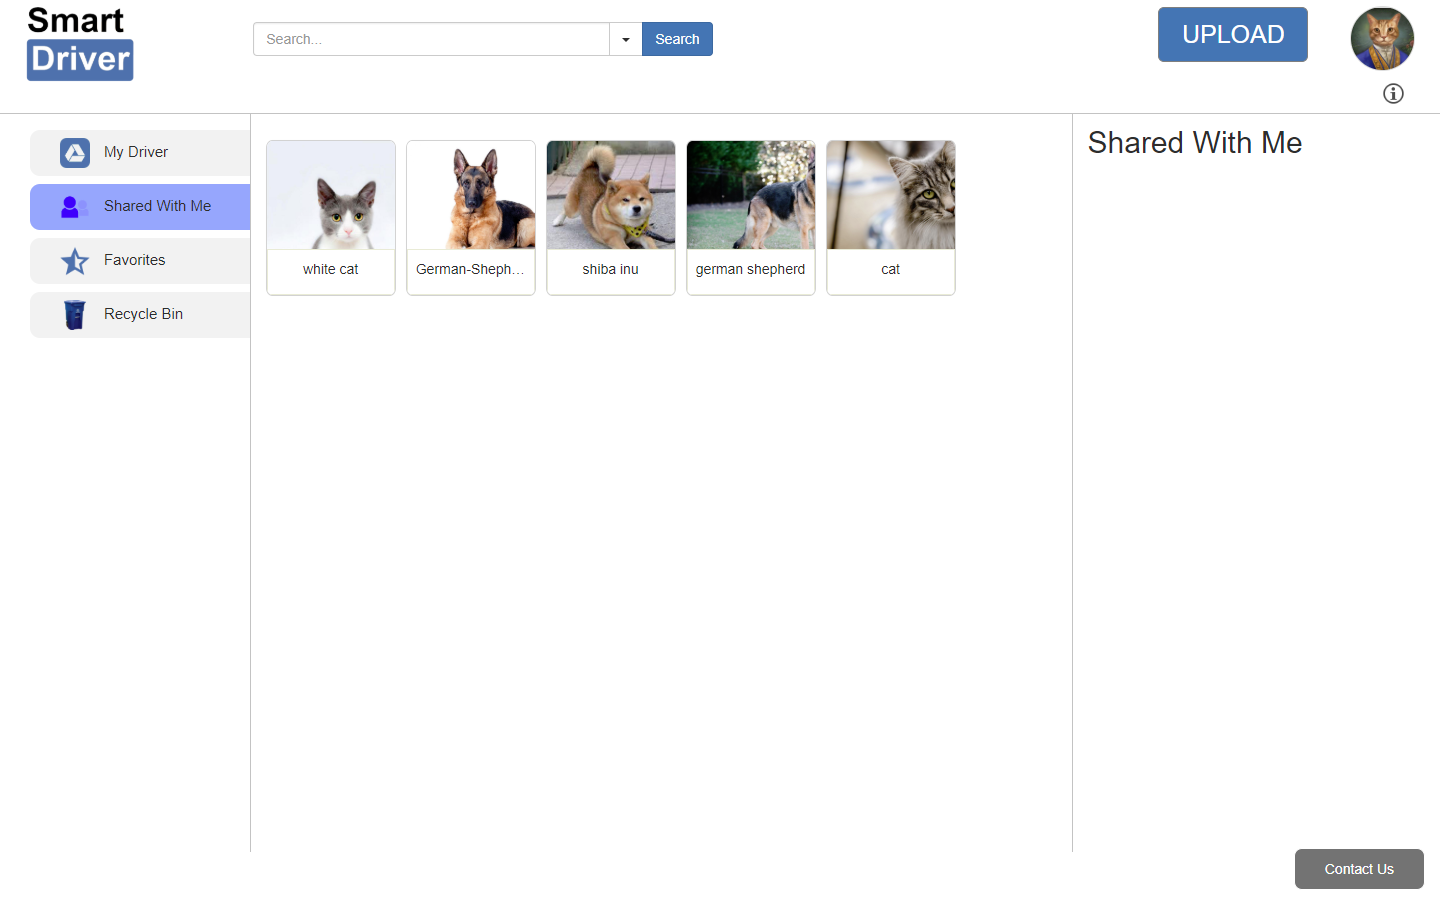 Smart
Driver
Search...
Search
UPLOAD
My Driver
Shared With Me
Favorites
Recycle Bin
white cat
German-Sheph...
shiba inu
german shepherd
cat
Shared With Me
Contact Us